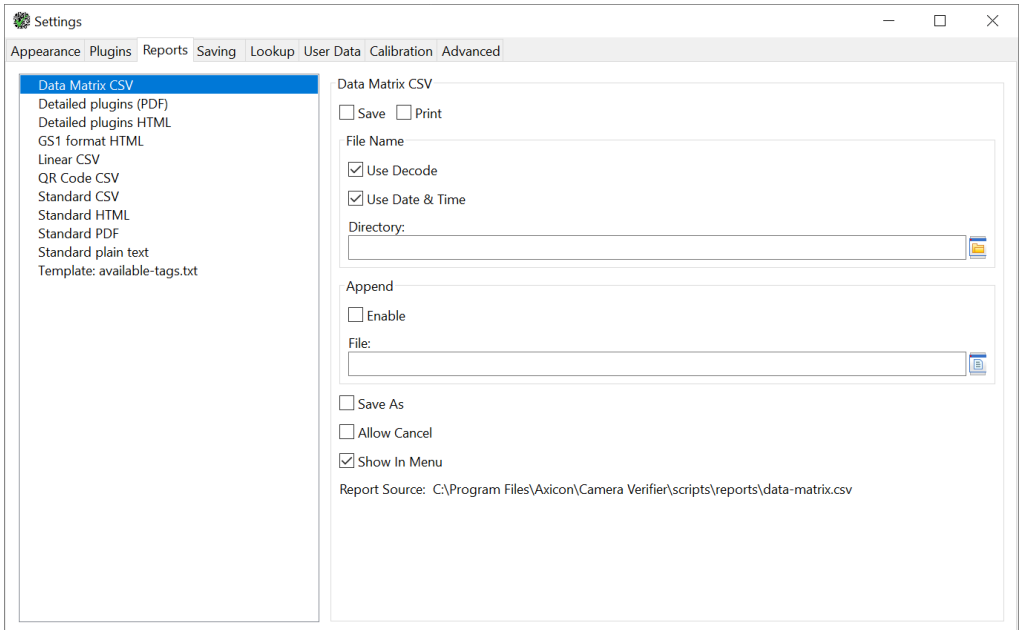 Settings
Appearance Plugins Reports Saving Lookup User Data Calibration Advanced
Data Matrix CSV
Detailed plugins (PDF)
Detailed plugins HTML
GS1 format HTML
Linear CSV
QR Code CSV
Standard CSV
Standard HTML
Standard PDF
Standard plain text
Template: available-tags.txt
Data Matrix CSV
Save Print
File Name
Use Decode
Use Date & Time
Directory:
Append
Enable
File:
Save As
Allow Cancel
Show In Menu
Report Source: C:\Program Files\Axicon\Camera Verifier\scripts\reports\data-matrix.csv